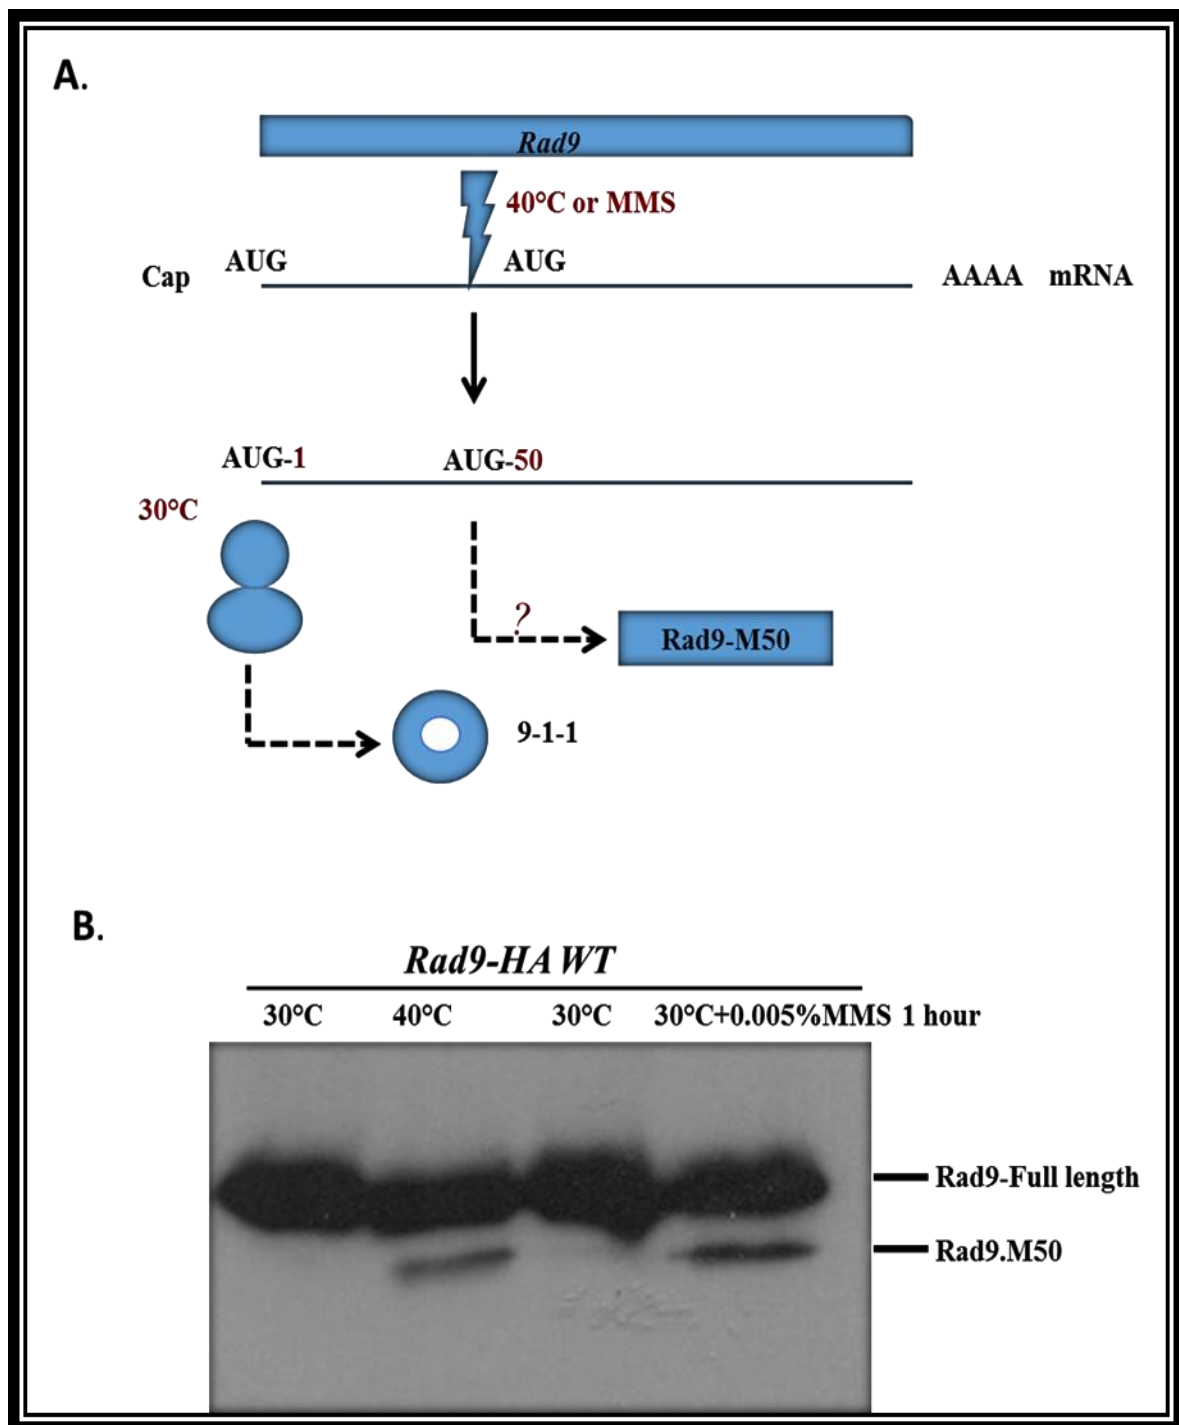 A.
Rad9
40°C or MMS
Cap AUG AUG AAAA mRNA
AUG-1 AUG-50
30°C
?
Rad9-M50
9-1-1
B.
Rad9-HA WT
30°C 40°C 30°C 30°C+0.005%MMS 1 hour
Rad9-Full length
Rad9.M50